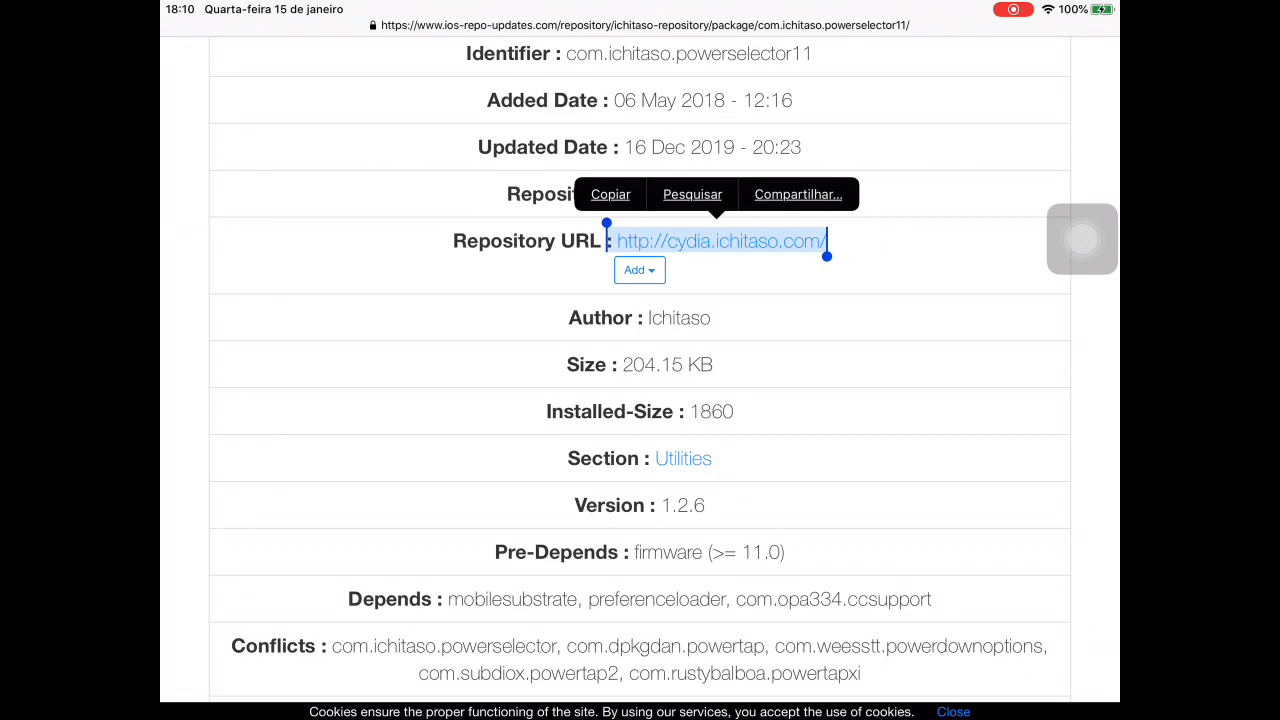 18:10 Quarta-feira 15 de janeiro 100%
https://www.ios-repo-updates.com/repository/ichitaso-repository/package/com.ichitaso.powerselector11/
Identifier : com.ichitaso.powerselector11
Added Date : 06 May 2018 - 12:16
Updated Date : 16 Dec 2019 - 20:23
Reposi
Copiar Pesquisar Compartilhar...
Repository URL : http://cydia.ichitaso.com/
Add
Author : Ichitaso
Size : 204.15 KB
Installed-Size : 1860
Section : Utilities
Version : 1.2.6
Pre-Depends : firmware (>= 11.0)
Depends : mobilesubstrate, preferenceloader, com.opa334.ccsupport
Conflicts : com.ichitaso.powerselector, com.dpkgdan.powertap, com.weesstt.powerdownoptions,
com.subdiox.powertap2, com.rustybalboa.powertapxi
Cookies ensure the proper functioning of the site. By using our services, you accept the use of cookies. Close